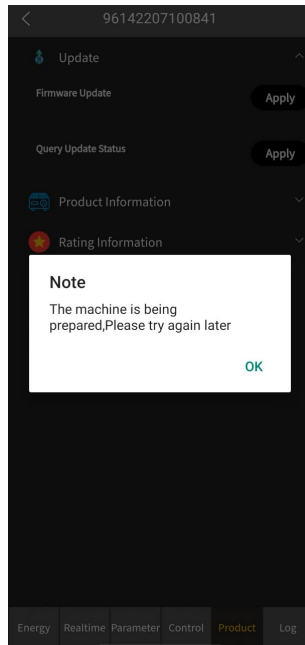 96142207100841
Update
Firmware Update
Apply
Query Update Status
Apply
Product Information
Rating Information
Note
The machine is being
prepared,Please try again later
OK
Energy Realtime Parameter Control Product Log